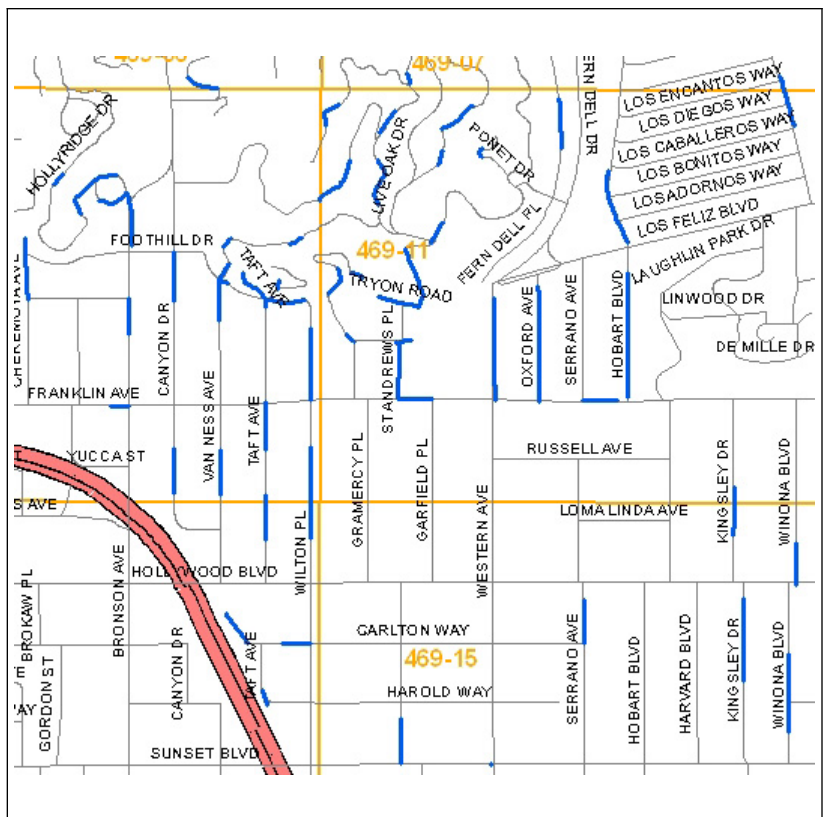 469-07
LOS ENCANTOS WAY
LOS DIEGOS WAY
LOS CABALLEROS WAY
LOS BONITOS WAY
LOS ADORNOS WAY
LOS FELIZ BLVD
LAUGHLIN PARK DR
HOLLYRIDGE DR
LIVE OAK DR
PONET DR
ERN DELL DR
FERN DELL PL
FOOTHILL DR
469-11
TAFT AVE
TRYON ROAD
LINWOOD DR
DE MILLE DR
CANYON DR
OXFORD AVE
SERRANO AVE
HOBART BLVD
STANDREWS PL
FRANKLIN AVE
VAN NESS AVE
TAFT AVE
GRAMERCY PL
GARFIELD PL
RUSSELL AVE
YUCCA ST
KINGSLEY DR
WINONA BLVD
S AVE
LOMA LINDA AVE
WILTON PL
WESTERN AVE
BRONSON AVE
HOLLYWOOD BLVD
BROKAW PL
GORDON ST
CANYON DR
TAFT AVE
CARLTON WAY
469-15
HAROLD WAY
SERRANO AVE
HOBART BLVD
HARVARD BLVD
KINGSLEY DR
WINONA BLVD
SUNSET BLVD